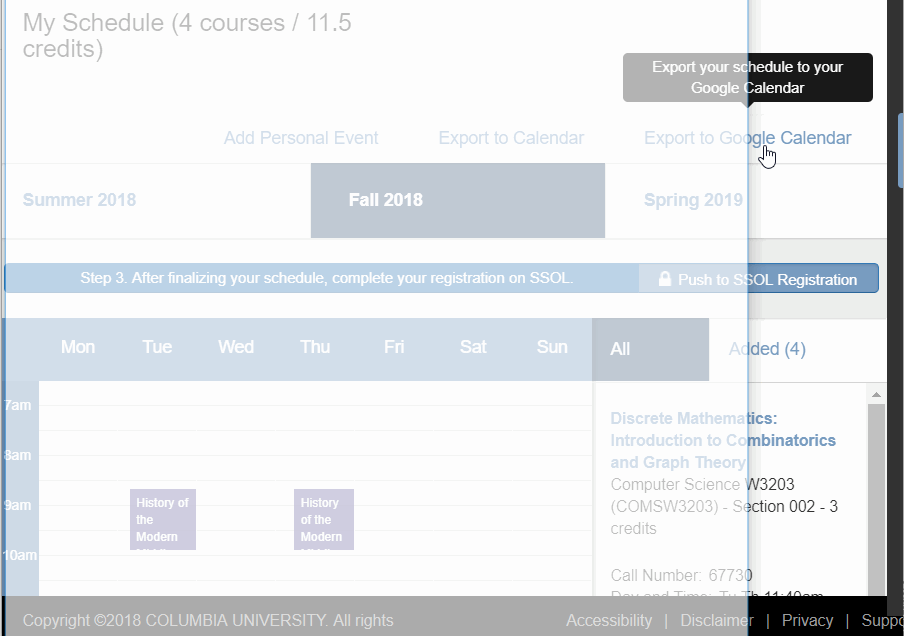 My Schedule (4 courses / 11.5
credits)
Export your schedule to your
Google Calendar
Add Personal Event
Export to Calendar
Export to Google Calendar
Summer 2018
Fall 2018
Spring 2019
Step 3. After finalizing your schedule, complete your registration on SSOL.
Push to SSOL Registration
Mon Tue Wed Thu Fri Sat Sun
All
Added (4)
7am
8am
9am
10am
History of
the
Modern
History
of the
Modern
Discrete Mathematics:
Introduction to Combinatorics
and Graph Theory
Computer Science W3203
(COMSW3203) - Section 002 - 3
credits
Call Number: 67730
Day and Time: Tu Th 11:40am
Copyright ©2018 COLUMBIA UNIVERSITY. All rights
Accessibility | Disclaimer | Privacy | Suppo